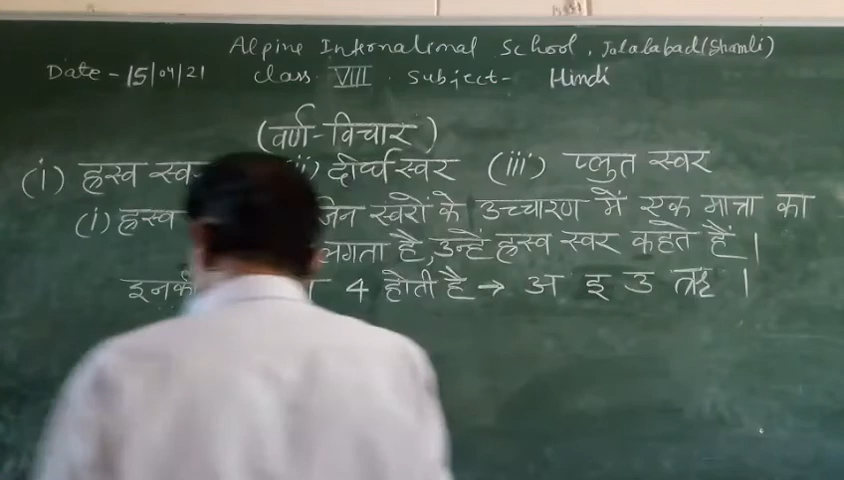 Alpine International School, Jalalabad (Shamli)
Date - 15/04/21 Class VIII Subject - Hindi
(वर्ण-विचार)
(i) ह्रस्व स्व (ii) दीर्घ स्वर (iii) प्लुत स्वर
(i) ह्रस्व जिन स्वरों के उच्चारण में एक मात्रा का
लगता है, उन्हें ह्रस्व स्वर कहते हैं।
इनकी 4 होती है → अ इ उ ऋ।